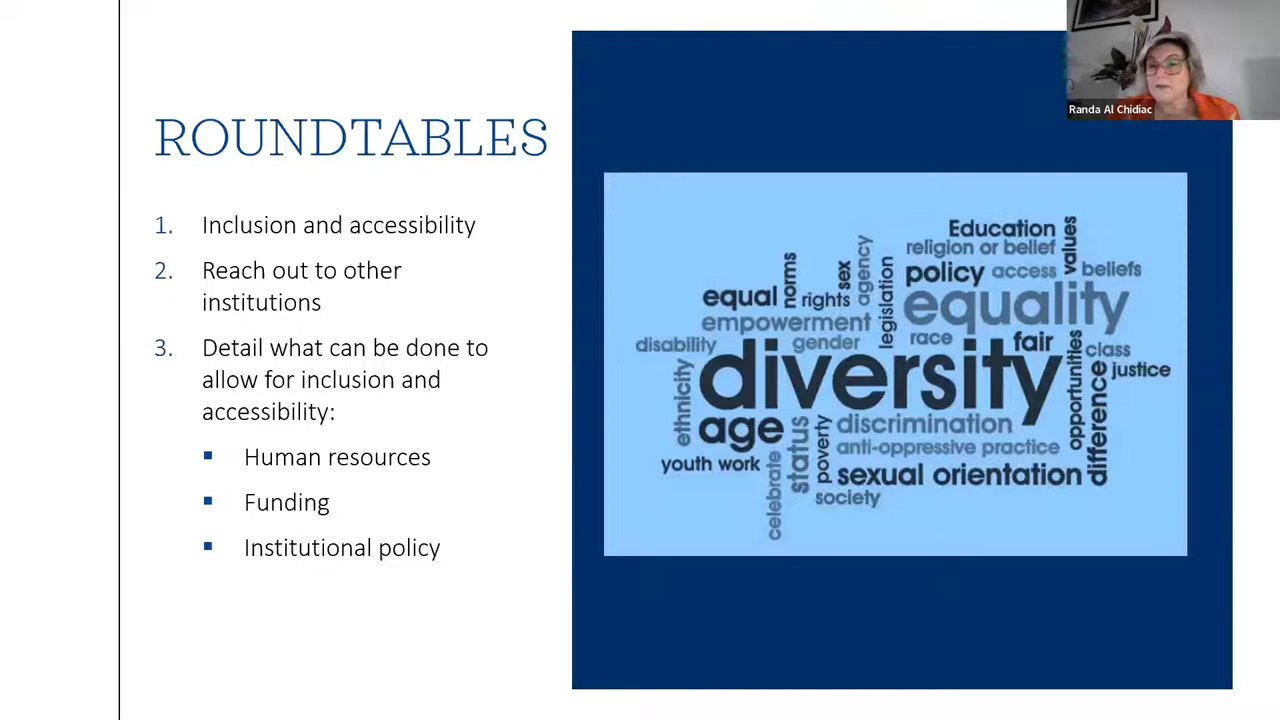 Randa Al Chidiac
ROUNDTABLES
1. Inclusion and accessibility
2. Reach out to other
institutions
3. Detail what can be done to
allow for inclusion and
accessibility:
▪ Human resources
▪ Funding
▪ Institutional policy
Education
values
religion or belief
norms
sex
agency
legislation
policy
access
beliefs
equal
rights
equality
empowerment
disability
gender
race
fair
opportunities
class
ethnicity
diversity
justice
difference
age
status
poverty
discrimination
anti-oppressive practice
youth work
celebrate
sexual orientation
society